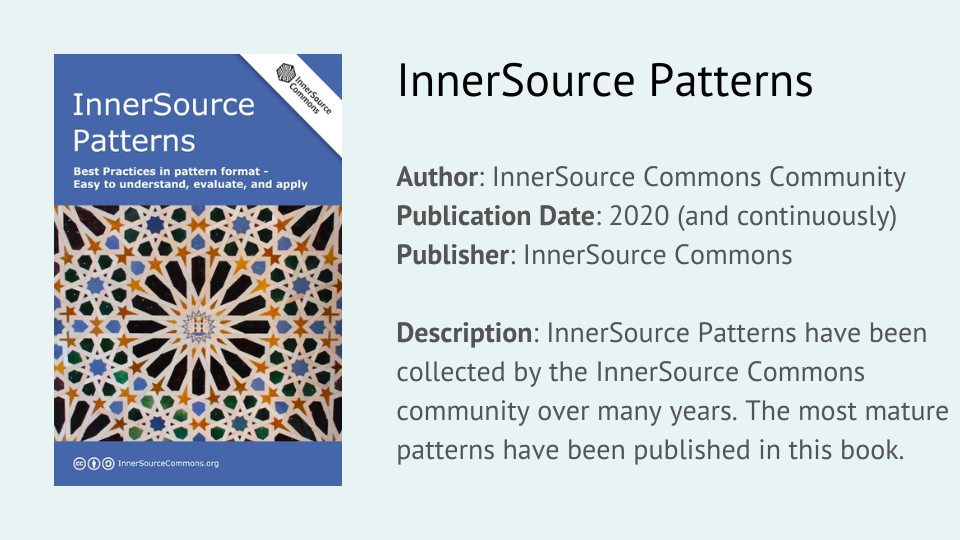 InnerSource
Commons
InnerSource
Patterns
Best Practices in pattern format -
Easy to understand, evaluate, and apply
InnerSourceCommons.org
InnerSource Patterns
Author: InnerSource Commons Community
Publication Date: 2020 (and continuously)
Publisher: InnerSource Commons
Description: InnerSource Patterns have been
collected by the InnerSource Commons
community over many years. The most mature
patterns have been published in this book.